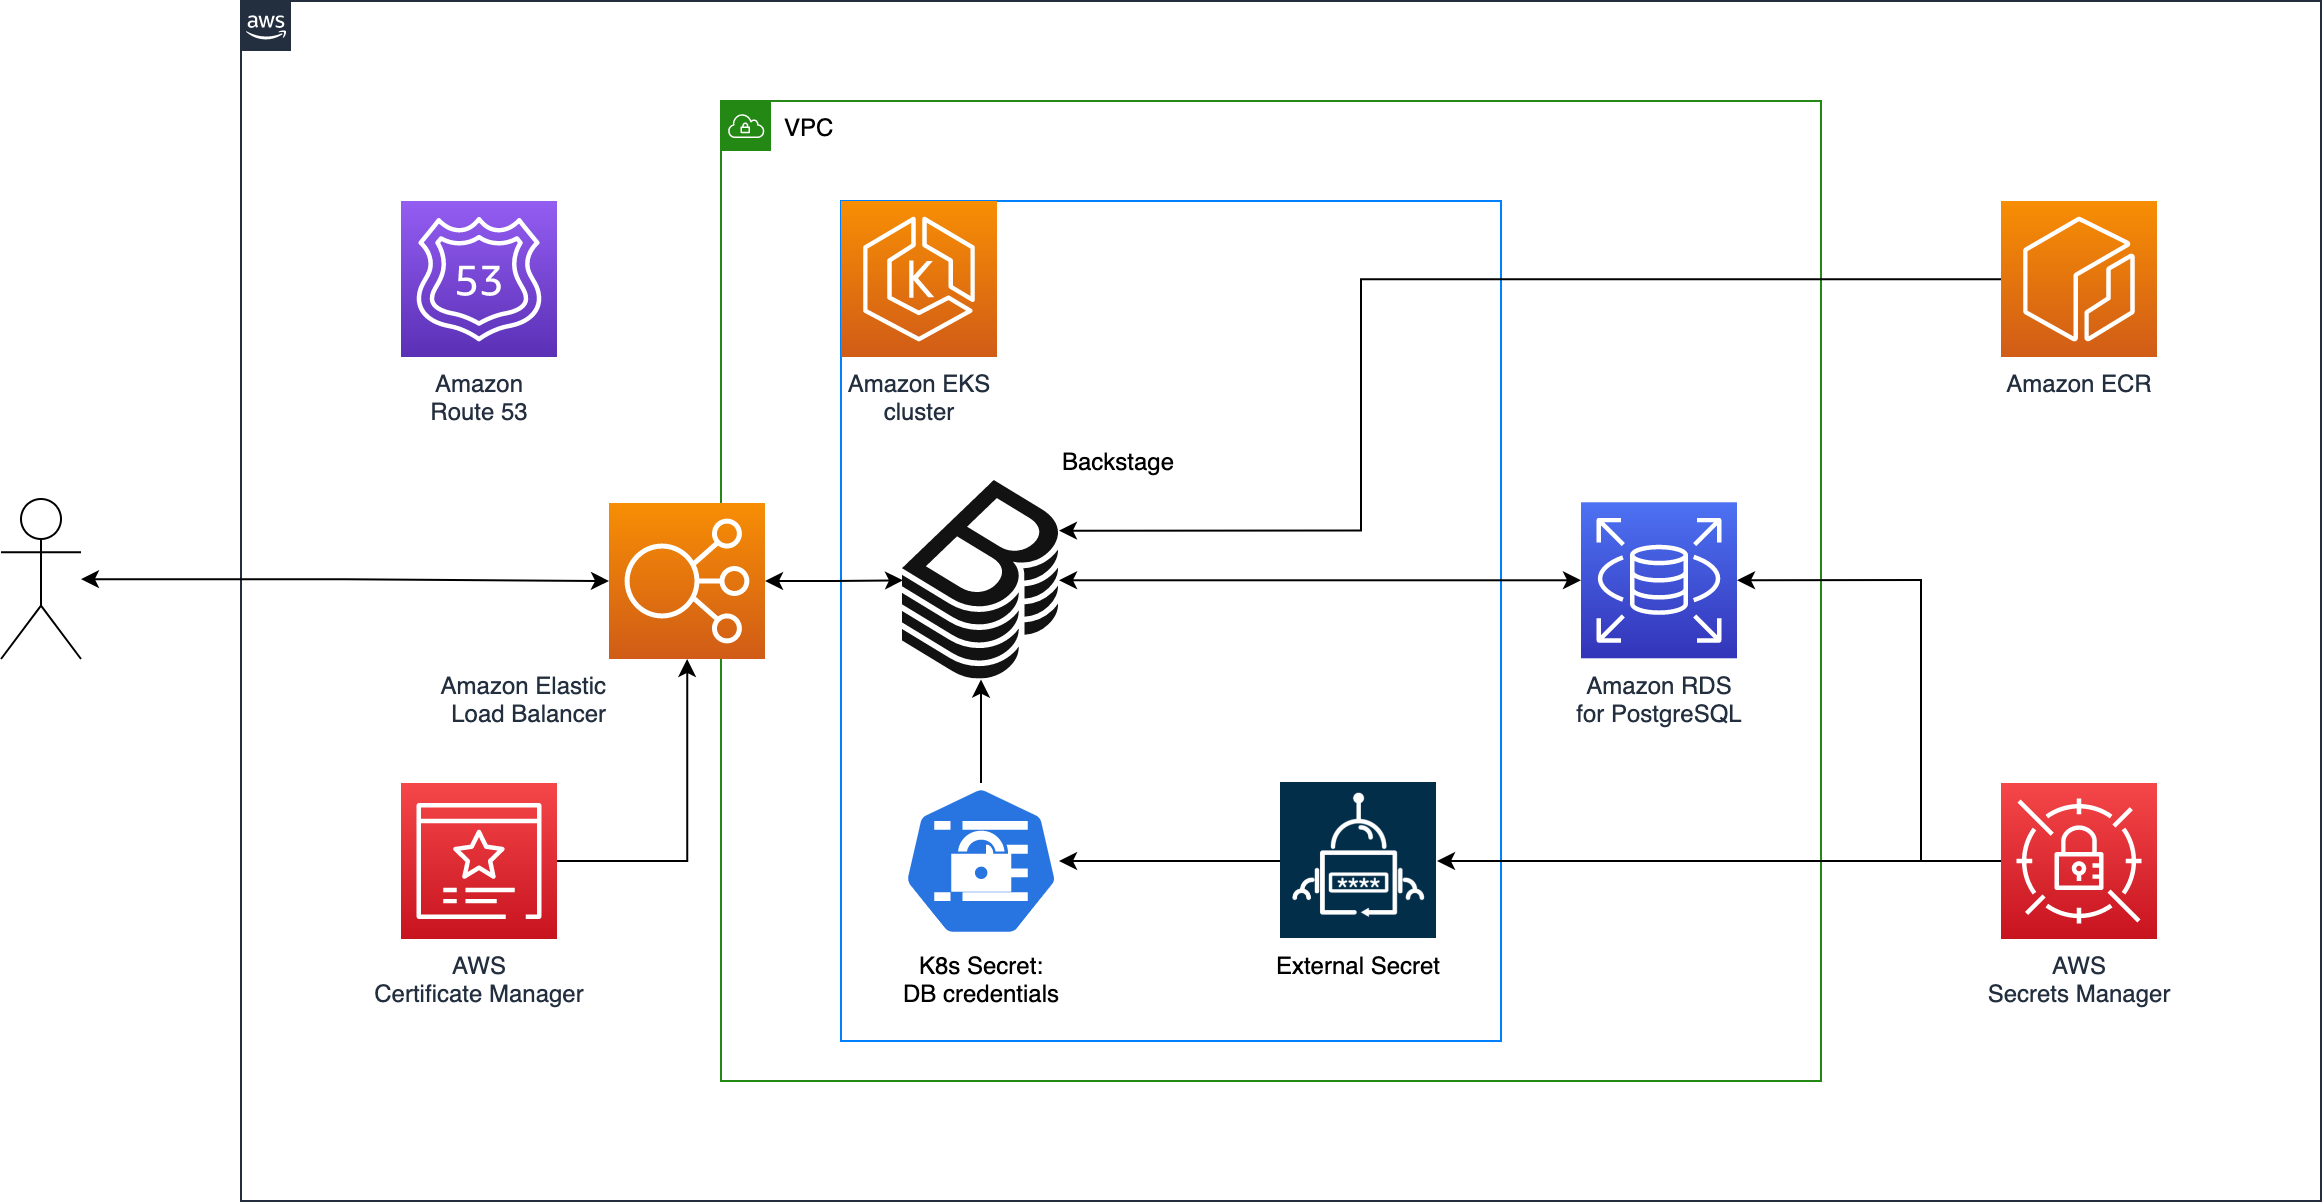 aws
VPC
53
Amazon
Route 53
K
Amazon EKS
cluster
Amazon ECR
Backstage
Amazon Elastic
Load Balancer
Amazon RDS
for PostgreSQL
****
AWS
Certificate Manager
K8s Secret:
DB credentials
External Secret
AWS
Secrets Manager